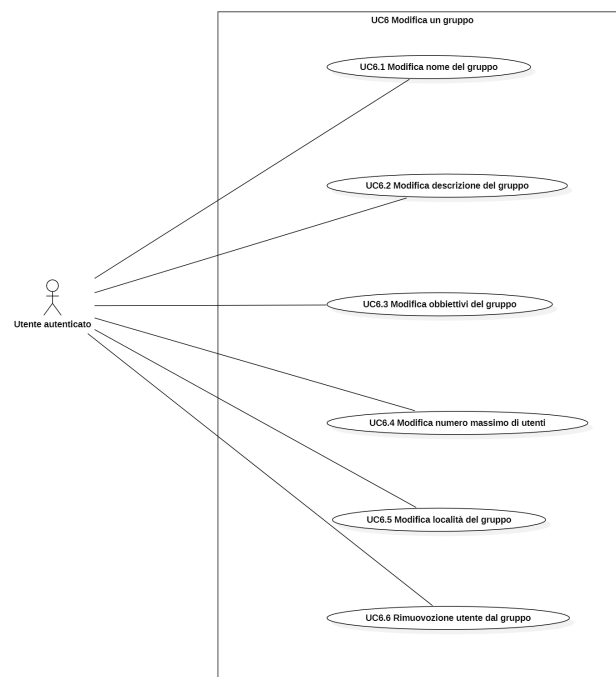 UC6 Modifica un gruppo
UC6.1 Modifica nome del gruppo
UC6.2 Modifica descrizione del gruppo
UC6.3 Modifica obbiettivi del gruppo
Utente autenticato
UC6.4 Modifica numero massimo di utenti
UC6.5 Modifica località del gruppo
UC6.6 Rimuovozione utente dal gruppo